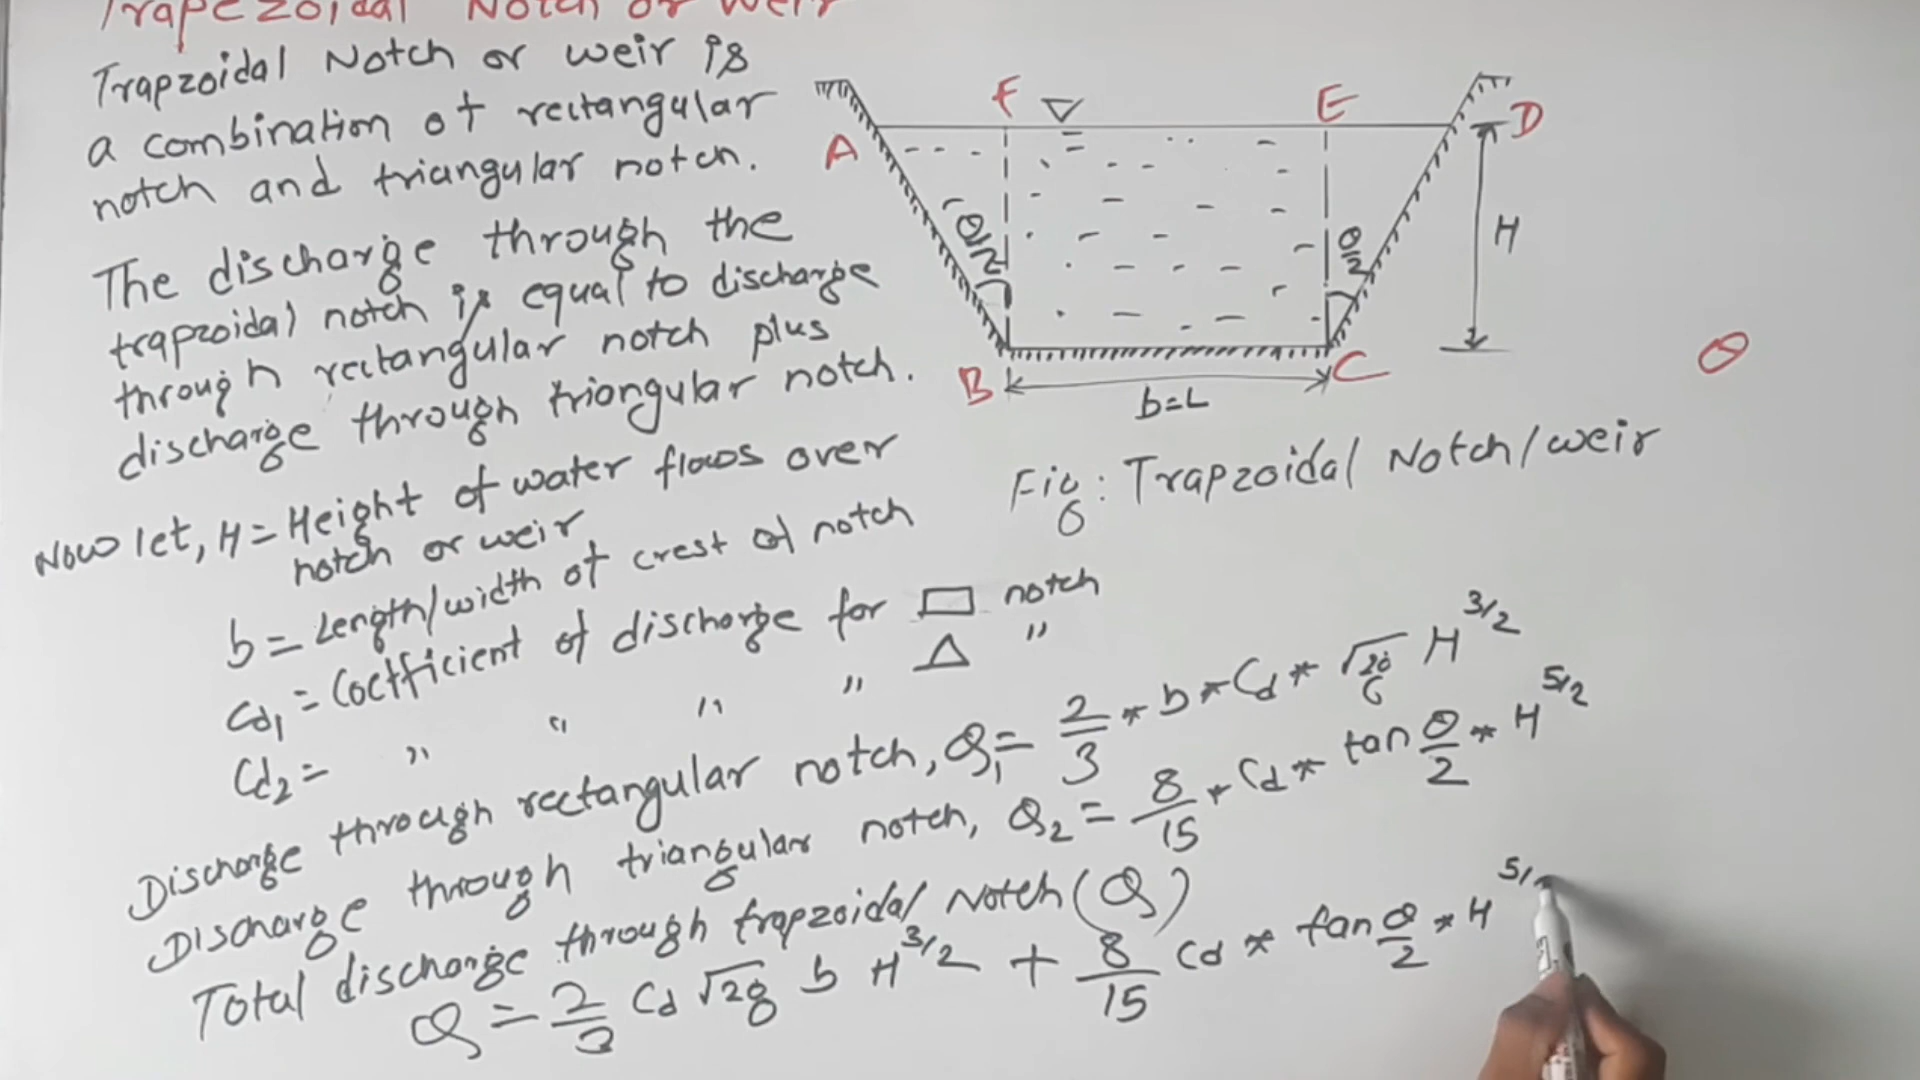 Trapezoidal Notch or Weir
Trapzoidal Notch or weir is
a combination of rectangular
notch and triangular notch.
The discharge through the
trapzoidal notch is equal to discharge
through rectangular notch plus
discharge through triangular notch.
Now let, H = Height of water flows over
notch or weir
b = Length/width of crest of notch
Cd1 = Coefficient of discharge for ▭ notch
Cd2 = " " " " △ "
Discharge through rectangular notch, Q1 = 2/3 * b * Cd * √2g H^3/2
Discharge through triangular notch, Q2 = 8/15 * Cd * tan θ/2 * H^5/2
Total discharge through trapzoidal Notch (Q)
Q = 2/3 Cd √2g b H^3/2 + 8/15 Cd * tan θ/2 * H^5/
F
E
A
D
θ/2
θ/2
H
B
C
b=L
θ
Fig: Trapzoidal Notch/weir